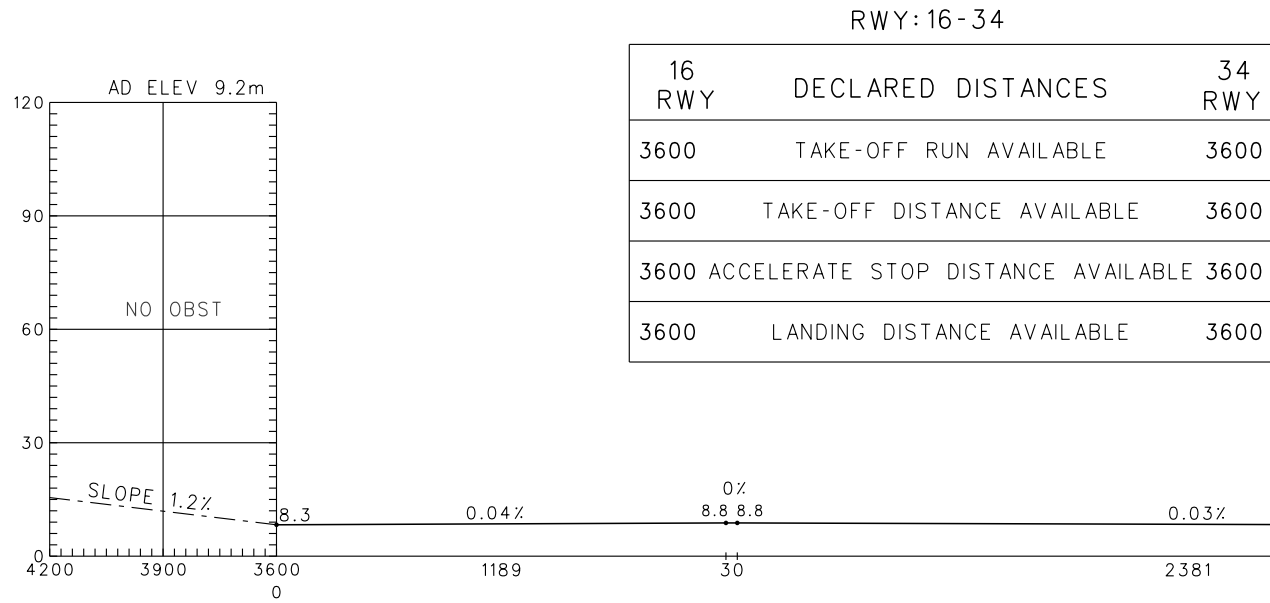 RWY:16-34
16 RWY DECLARED DISTANCES 34 RWY
3600 TAKE-OFF RUN AVAILABLE 3600
3600 TAKE-OFF DISTANCE AVAILABLE 3600
3600 ACCELERATE STOP DISTANCE AVAILABLE 3600
3600 LANDING DISTANCE AVAILABLE 3600
AD ELEV 9.2m
120
90
NO OBST
60
30
SLOPE 1.2%
0%
8.3 0.04% 8.8 8.8 0.03%
0
4200 3900 3600 1189 30 2381
0